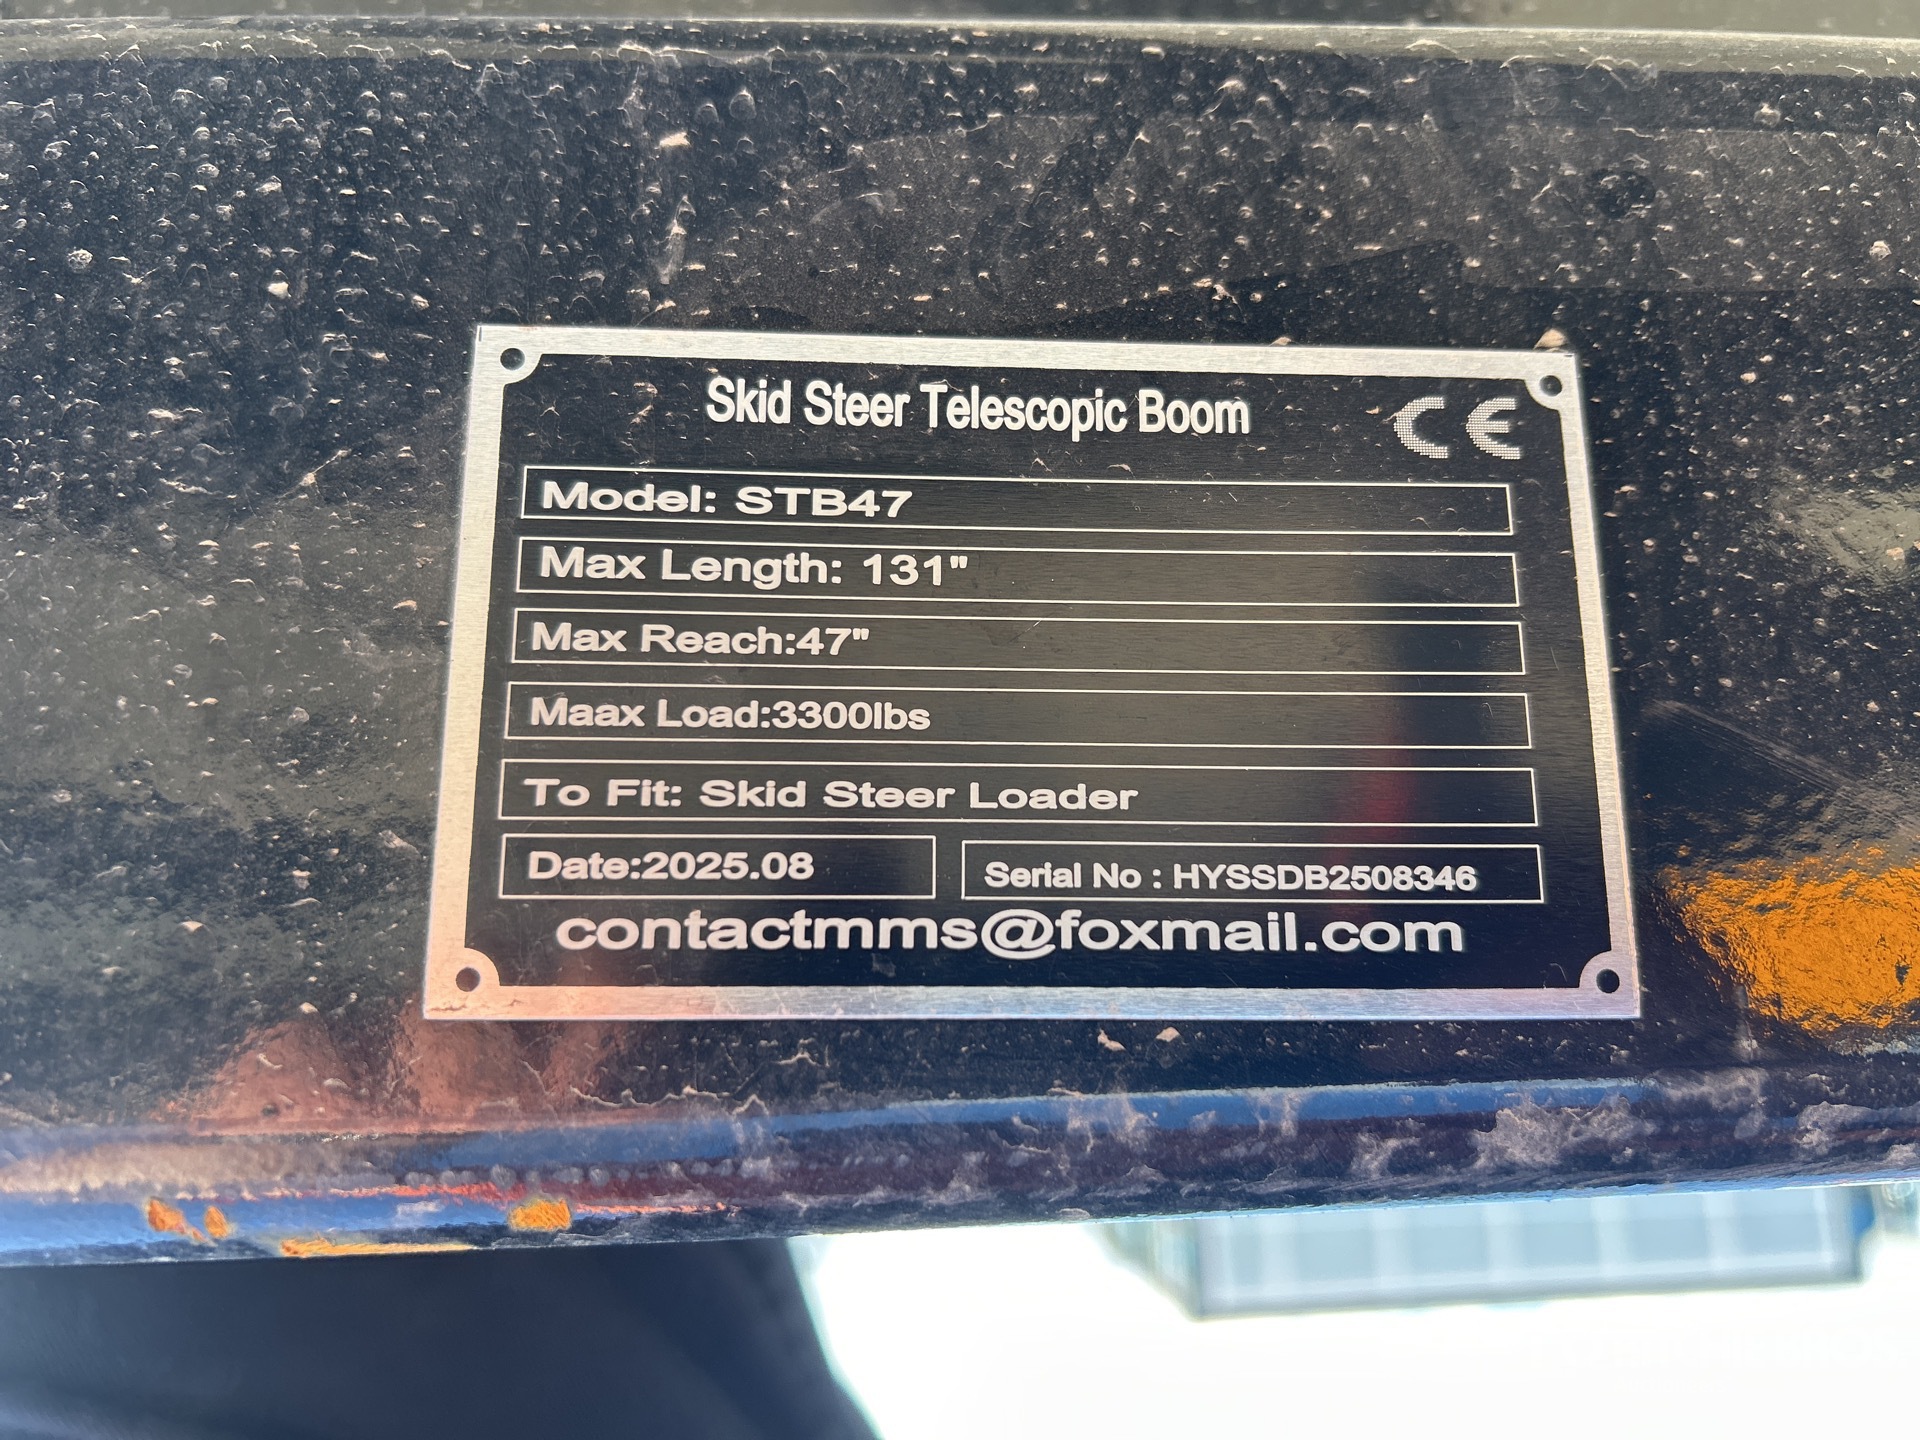 Skid Steer Telescopic Boom
CE
Model: STB47
Max Length: 131"
Max Reach:47"
Maax Load:3300lbs
To Fit: Skid Steer Loader
Date:2025.08
Serial No : HYSSDB2508346
contactmms@foxmail.com